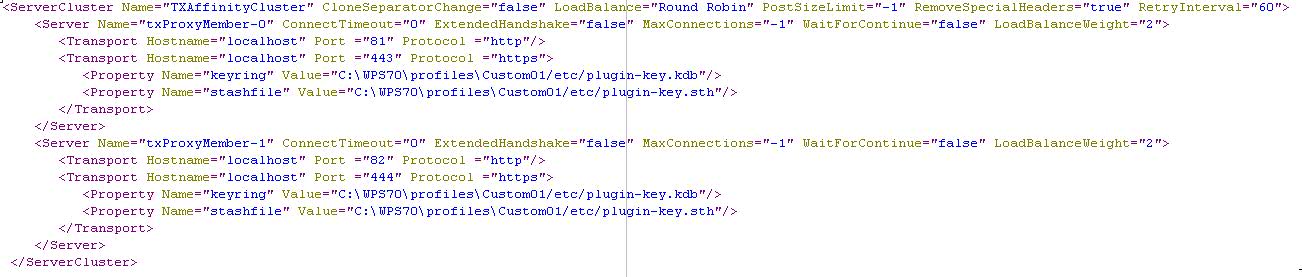 <ServerCluster Name="TXAffinityCluster" CloneSeparatorChange="false" LoadBalance="Round Robin" PostSizeLimit="-1" RemoveSpecialHeaders="true" RetryInterval="60">
<Server Name="txProxyMember-0" ConnectTimeout="0" ExtendedHandshake="false" MaxConnections="-1" WaitForContinue="false" LoadBalanceWeight="2">
<Transport Hostname="localhost" Port ="81" Protocol ="http"/>
<Transport Hostname="localhost" Port ="443" Protocol ="https">
<Property Name="keyring" Value="C:\WPS70\profiles\Custom01/etc/plugin-key.kdb"/>
<Property Name="stashfile" Value="C:\WPS70\profiles\Custom01/etc/plugin-key.sth"/>
</Transport>
</Server>
<Server Name="txProxyMember-1" ConnectTimeout="0" ExtendedHandshake="false" MaxConnections="-1" WaitForContinue="false" LoadBalanceWeight="2">
<Transport Hostname="localhost" Port ="82" Protocol ="http"/>
<Transport Hostname="localhost" Port ="444" Protocol ="https">
<Property Name="keyring" Value="C:\WPS70\profiles\Custom01/etc/plugin-key.kdb"/>
<Property Name="stashfile" Value="C:\WPS70\profiles\Custom01/etc/plugin-key.sth"/>
</Transport>
</Server>
</ServerCluster>